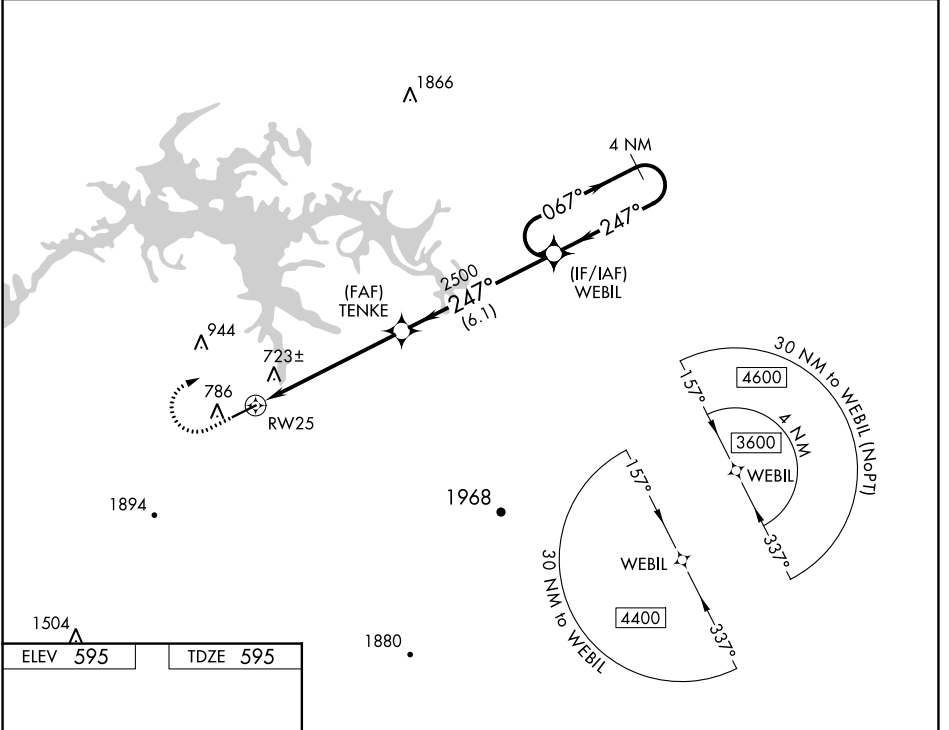 1866
4 NM
067°
247°
(IF/IAF)
WEBIL
2500
247°
(6.1)
(FAF)
TENKE
944
723±
786
RW25
30 NM to WEBIL (NoPT)
4600
157°
4 NM
3600
WEBIL
337°
1894
1968
157°
30 NM to WEBIL
WEBIL
4400
337°
1504
1880
ELEV 595
TDZE 595